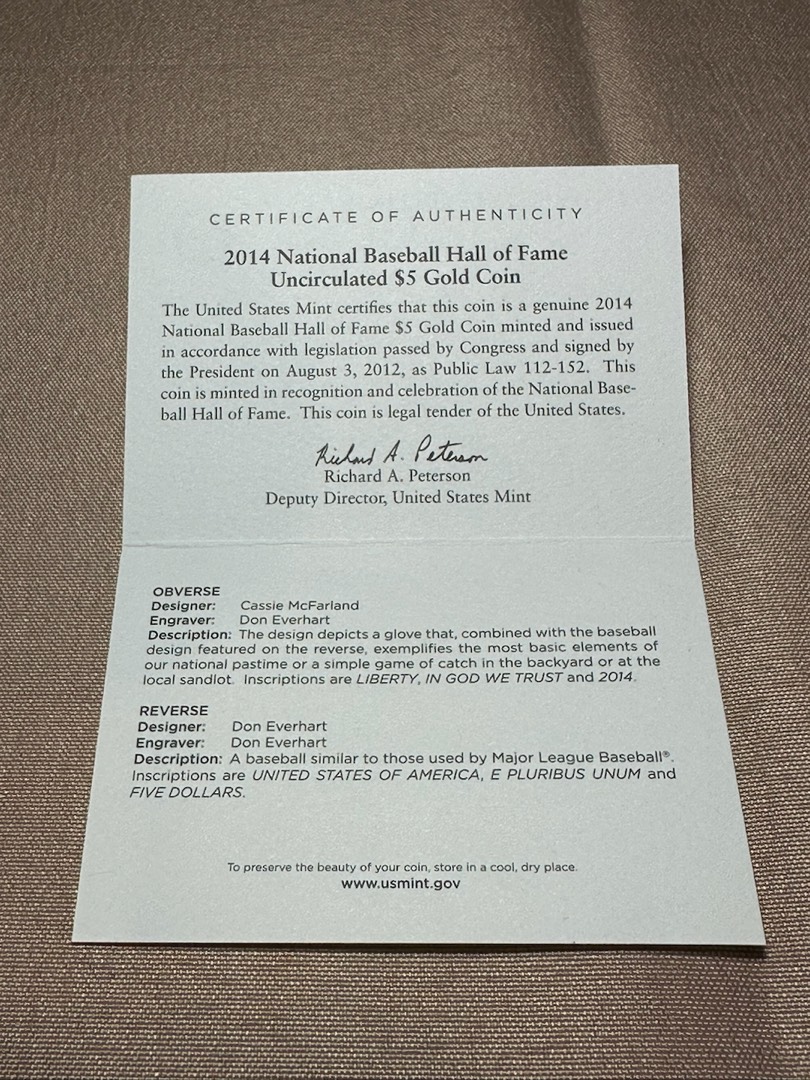 CERTIFICATE OF AUTHENTICITY
2014 National Baseball Hall of Fame
Uncirculated $5 Gold Coin
The United States Mint certifies that this coin is a genuine 2014
National Baseball Hall of Fame $5 Gold Coin minted and issued
in accordance with legislation passed by Congress and signed by
the President on August 3, 2012, as Public Law 112-152. This
coin is minted in recognition and celebration of the National Base-
ball Hall of Fame. This coin is legal tender of the United States.
Richard A. Peterson
Richard A. Peterson
Deputy Director, United States Mint
OBVERSE
Designer: Cassie McFarland
Engraver: Don Everhart
Description: The design depicts a glove that, combined with the baseball
design featured on the reverse, exemplifies the most basic elements of
our national pastime or a simple game of catch in the backyard or at the
local sandlot. Inscriptions are LIBERTY, IN GOD WE TRUST and 2014.
REVERSE
Designer: Don Everhart
Engraver: Don Everhart
Description: A baseball similar to those used by Major League Baseball®.
Inscriptions are UNITED STATES OF AMERICA, E PLURIBUS UNUM and
FIVE DOLLARS.
To preserve the beauty of your coin, store in a cool, dry place.
www.usmint.gov